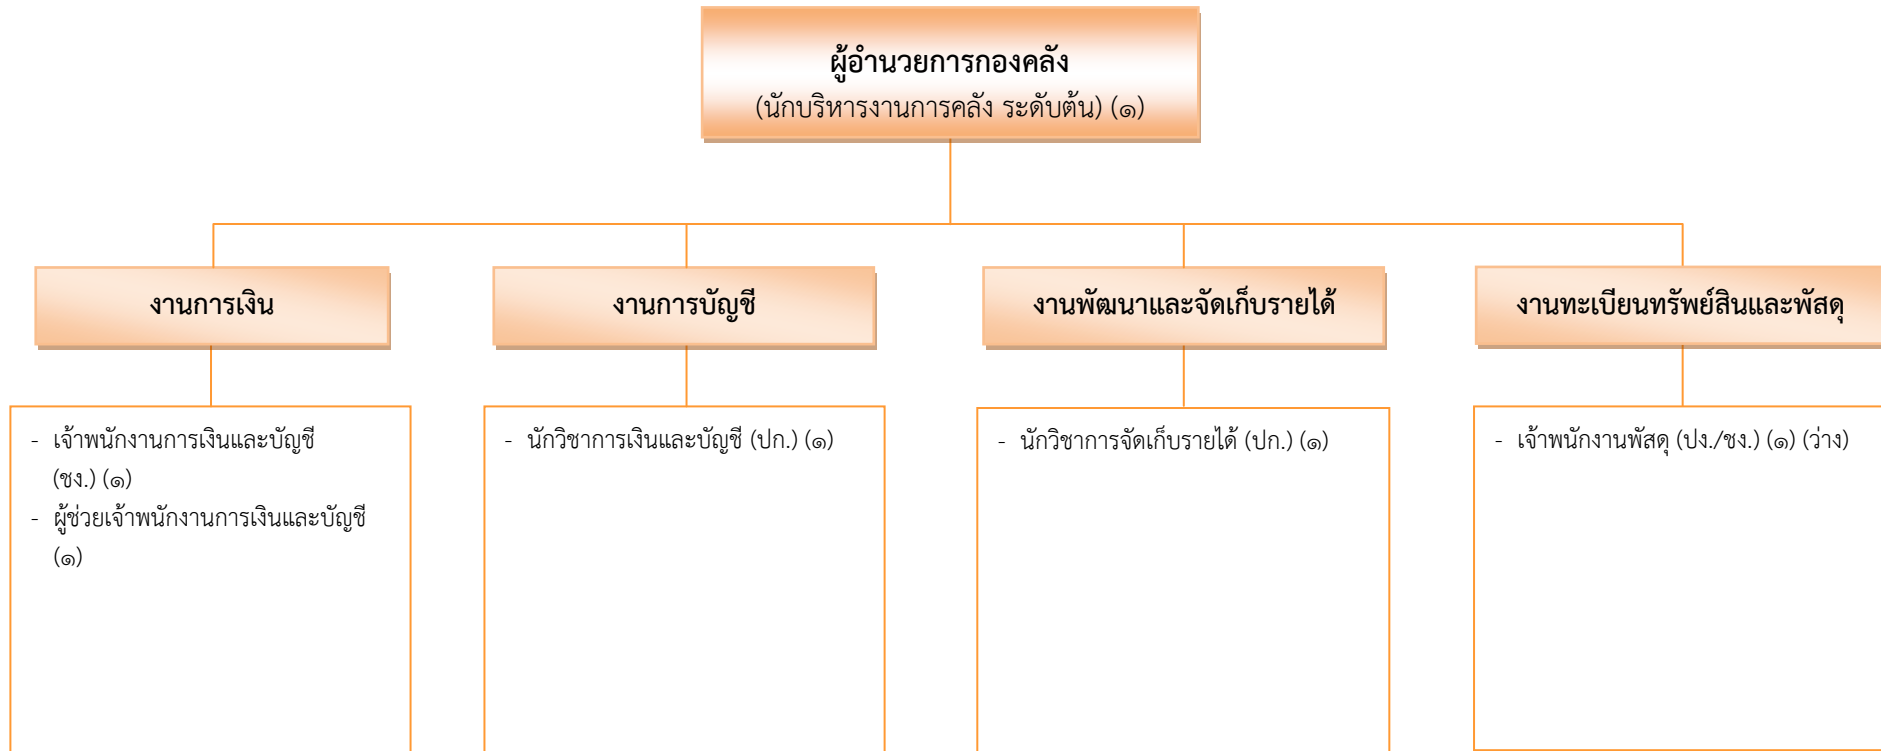 ผู้อำนวยการกองคลัง
(นักบริหารงานการคลัง ระดับต้น) (๑)
งานการเงิน
งานการบัญชี
งานพัฒนาและจัดเก็บรายได้
งานทะเบียนทรัพย์สินและพัสดุ
- เจ้าพนักงานการเงินและบัญชี
(ชง.) (๑)
- ผู้ช่วยเจ้าพนักงานการเงินและบัญชี
(๑)
- นักวิชาการเงินและบัญชี (ปก.) (๑)
- นักวิชาการจัดเก็บรายได้ (ปก.) (๑)
- เจ้าพนักงานพัสดุ (ปง./ชง.) (๑) (ว่าง)